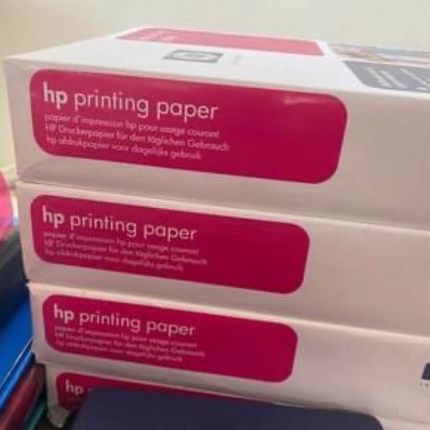 hp printing paper
papier d'impression hp pour usage courant
HP Druckerpapier für den täglichen Gebrauch
hp afdrukpapier voor dagelijks gebruik
hp printing paper
papier d'impression hp pour usage courant
HP Druckerpapier für den täglichen Gebrauch
hp afdrukpapier voor dagelijks gebruik
hp printing paper
papier d'impression hp pour usage courant
HP Druckerpapier für den täglichen Gebrauch
hp afdrukpapier voor dagelijks gebruik
hp